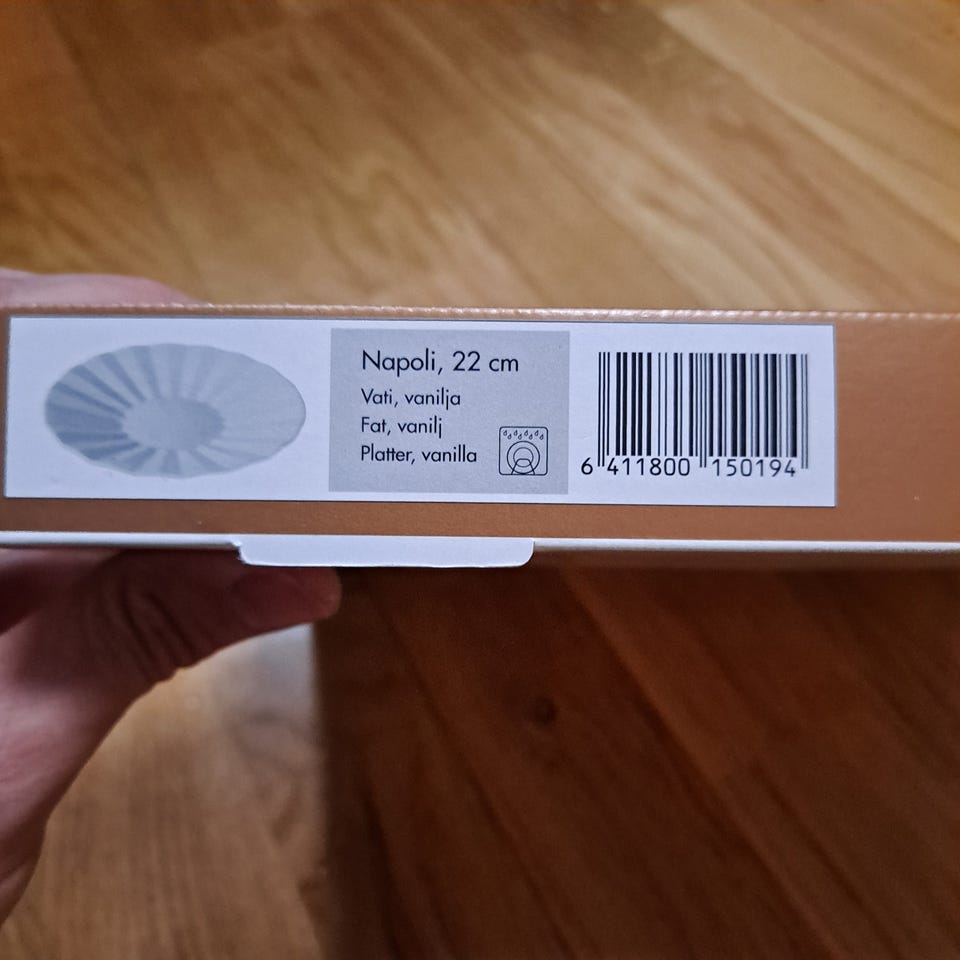 Napoli, 22 cm
Vati, vanilja
Fat, vanilj
Platter, vanilla
6 411800 150194